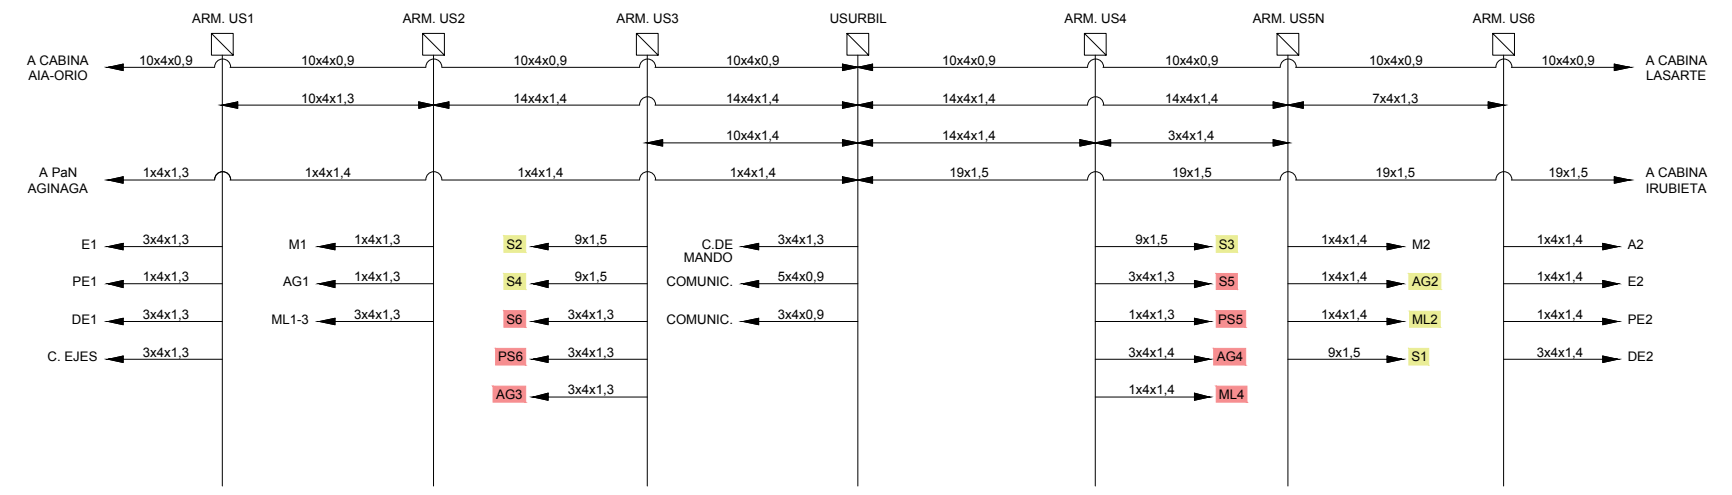 ARM. US1 ARM. US2 ARM. US3 USURBIL ARM. US4 ARM. US5N ARM. US6
A CABINA
AIA-ORIO
10x4x0,9 10x4x0,9 10x4x0,9 10x4x0,9 10x4x0,9 10x4x0,9 10x4x0,9 10x4x0,9
A CABINA
LASARTE
10x4x1,3 14x4x1,4 14x4x1,4 14x4x1,4 14x4x1,4 7x4x1,3
10x4x1,4 14x4x1,4 3x4x1,4
A PaN
AGINAGA
1x4x1,3 1x4x1,4 1x4x1,4 1x4x1,4 19x1,5 19x1,5 19x1,5 19x1,5
A CABINA
IRUBIETA
E1 3x4x1,3 M1 1x4x1,3 S2 9x1,5 C.DE
MANDO
3x4x1,3 9x1,5 S3 1x4x1,4 M2 1x4x1,4 A2
PE1 1x4x1,3 AG1 1x4x1,3 S4 9x1,5 COMUNIC. 5x4x0,9 3x4x1,3 S5 1x4x1,4 AG2 1x4x1,4 E2
DE1 3x4x1,3 ML1-3 3x4x1,3 S6 3x4x1,3 COMUNIC. 3x4x0,9 1x4x1,3 PS5 1x4x1,4 ML2 1x4x1,4 PE2
C. EJES 3x4x1,3 PS6 3x4x1,3 3x4x1,4 AG4 9x1,5 S1 3x4x1,4 DE2
AG3 3x4x1,3 1x4x1,4 ML4